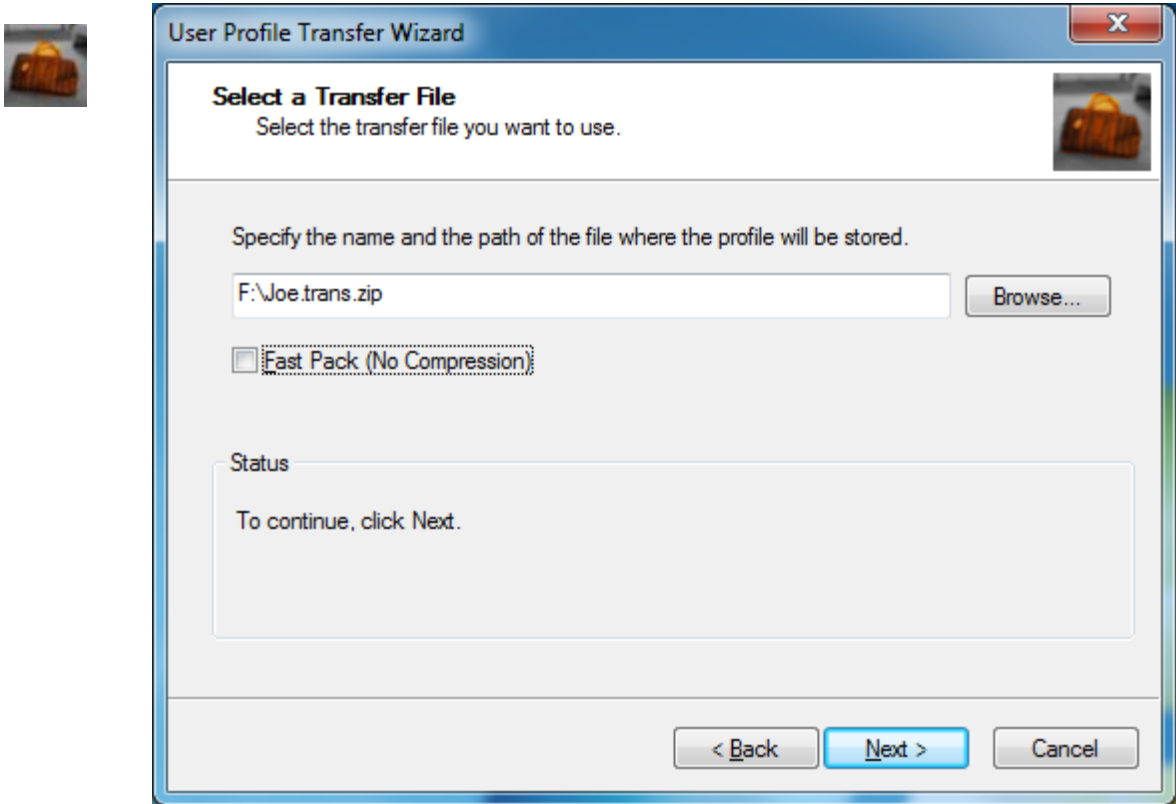 User Profile Transfer Wizard
Select a Transfer File
Select the transfer file you want to use.
Specify the name and the path of the file where the profile will be stored.
F:\Joe.trans.zip
Browse...
Fast Pack (No Compression)
Status
To continue, click Next.
< Back
Next >
Cancel